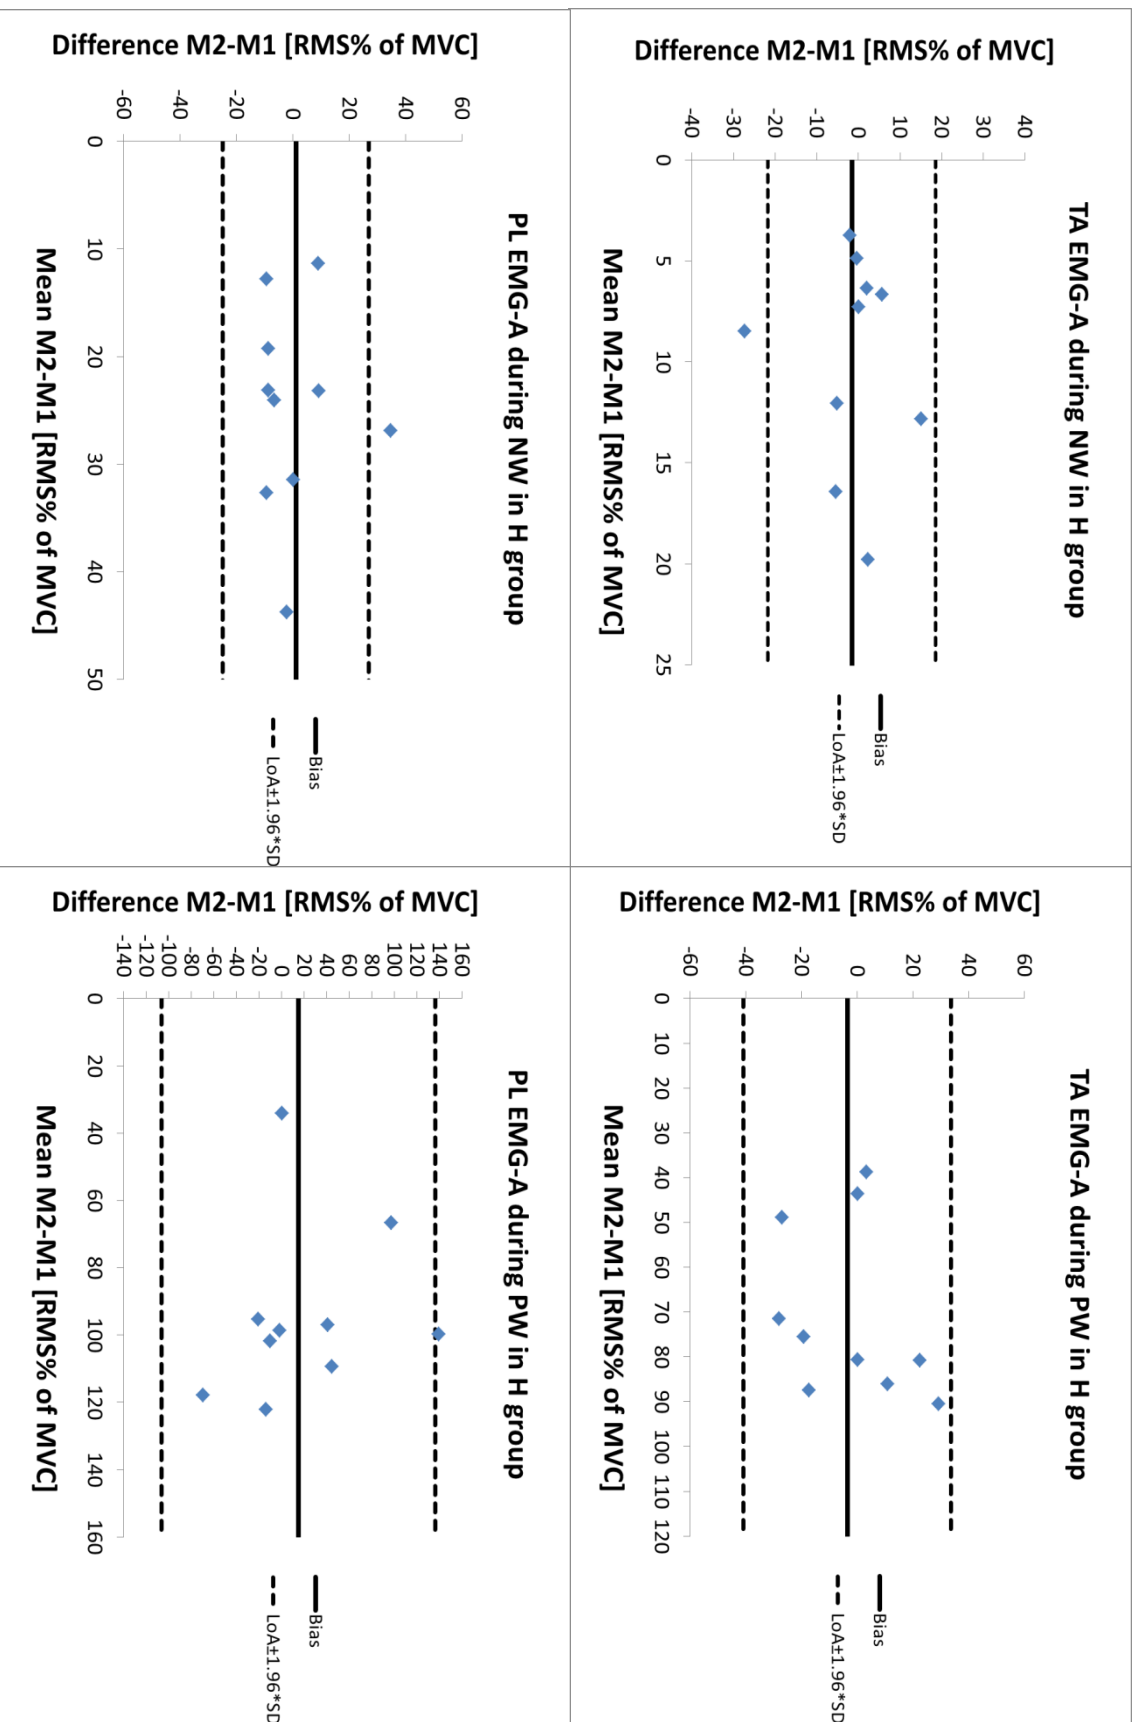 TA EMG-A during NW in H group
Difference M2-M1 [RMS% of MVC]
40
30
20
10
0
-10
-20
-30
-40
0 5 10 15 20 25
Mean M2-M1 [RMS% of MVC]
Bias
LoA±1.96*SD
TA EMG-A during PW in H group
Difference M2-M1 [RMS% of MVC]
60
40
20
0
-20
-40
-60
0 10 20 30 40 50 60 70 80 90 100 110 120
Mean M2-M1 [RMS% of MVC]
Bias
LoA±1.96*SD
PL EMG-A during NW in H group
Difference M2-M1 [RMS% of MVC]
60
40
20
0
-20
-40
-60
0 10 20 30 40 50
Mean M2-M1 [RMS% of MVC]
Bias
LoA±1.96*SD
PL EMG-A during PW in H group
Difference M2-M1 [RMS% of MVC]
160
140
120
100
80
60
40
20
0
-20
-40
-60
-80
-100
-120
-140
0 20 40 60 80 100 120 140 160
Mean M2-M1 [RMS% of MVC]
Bias
LoA±1.96*SD